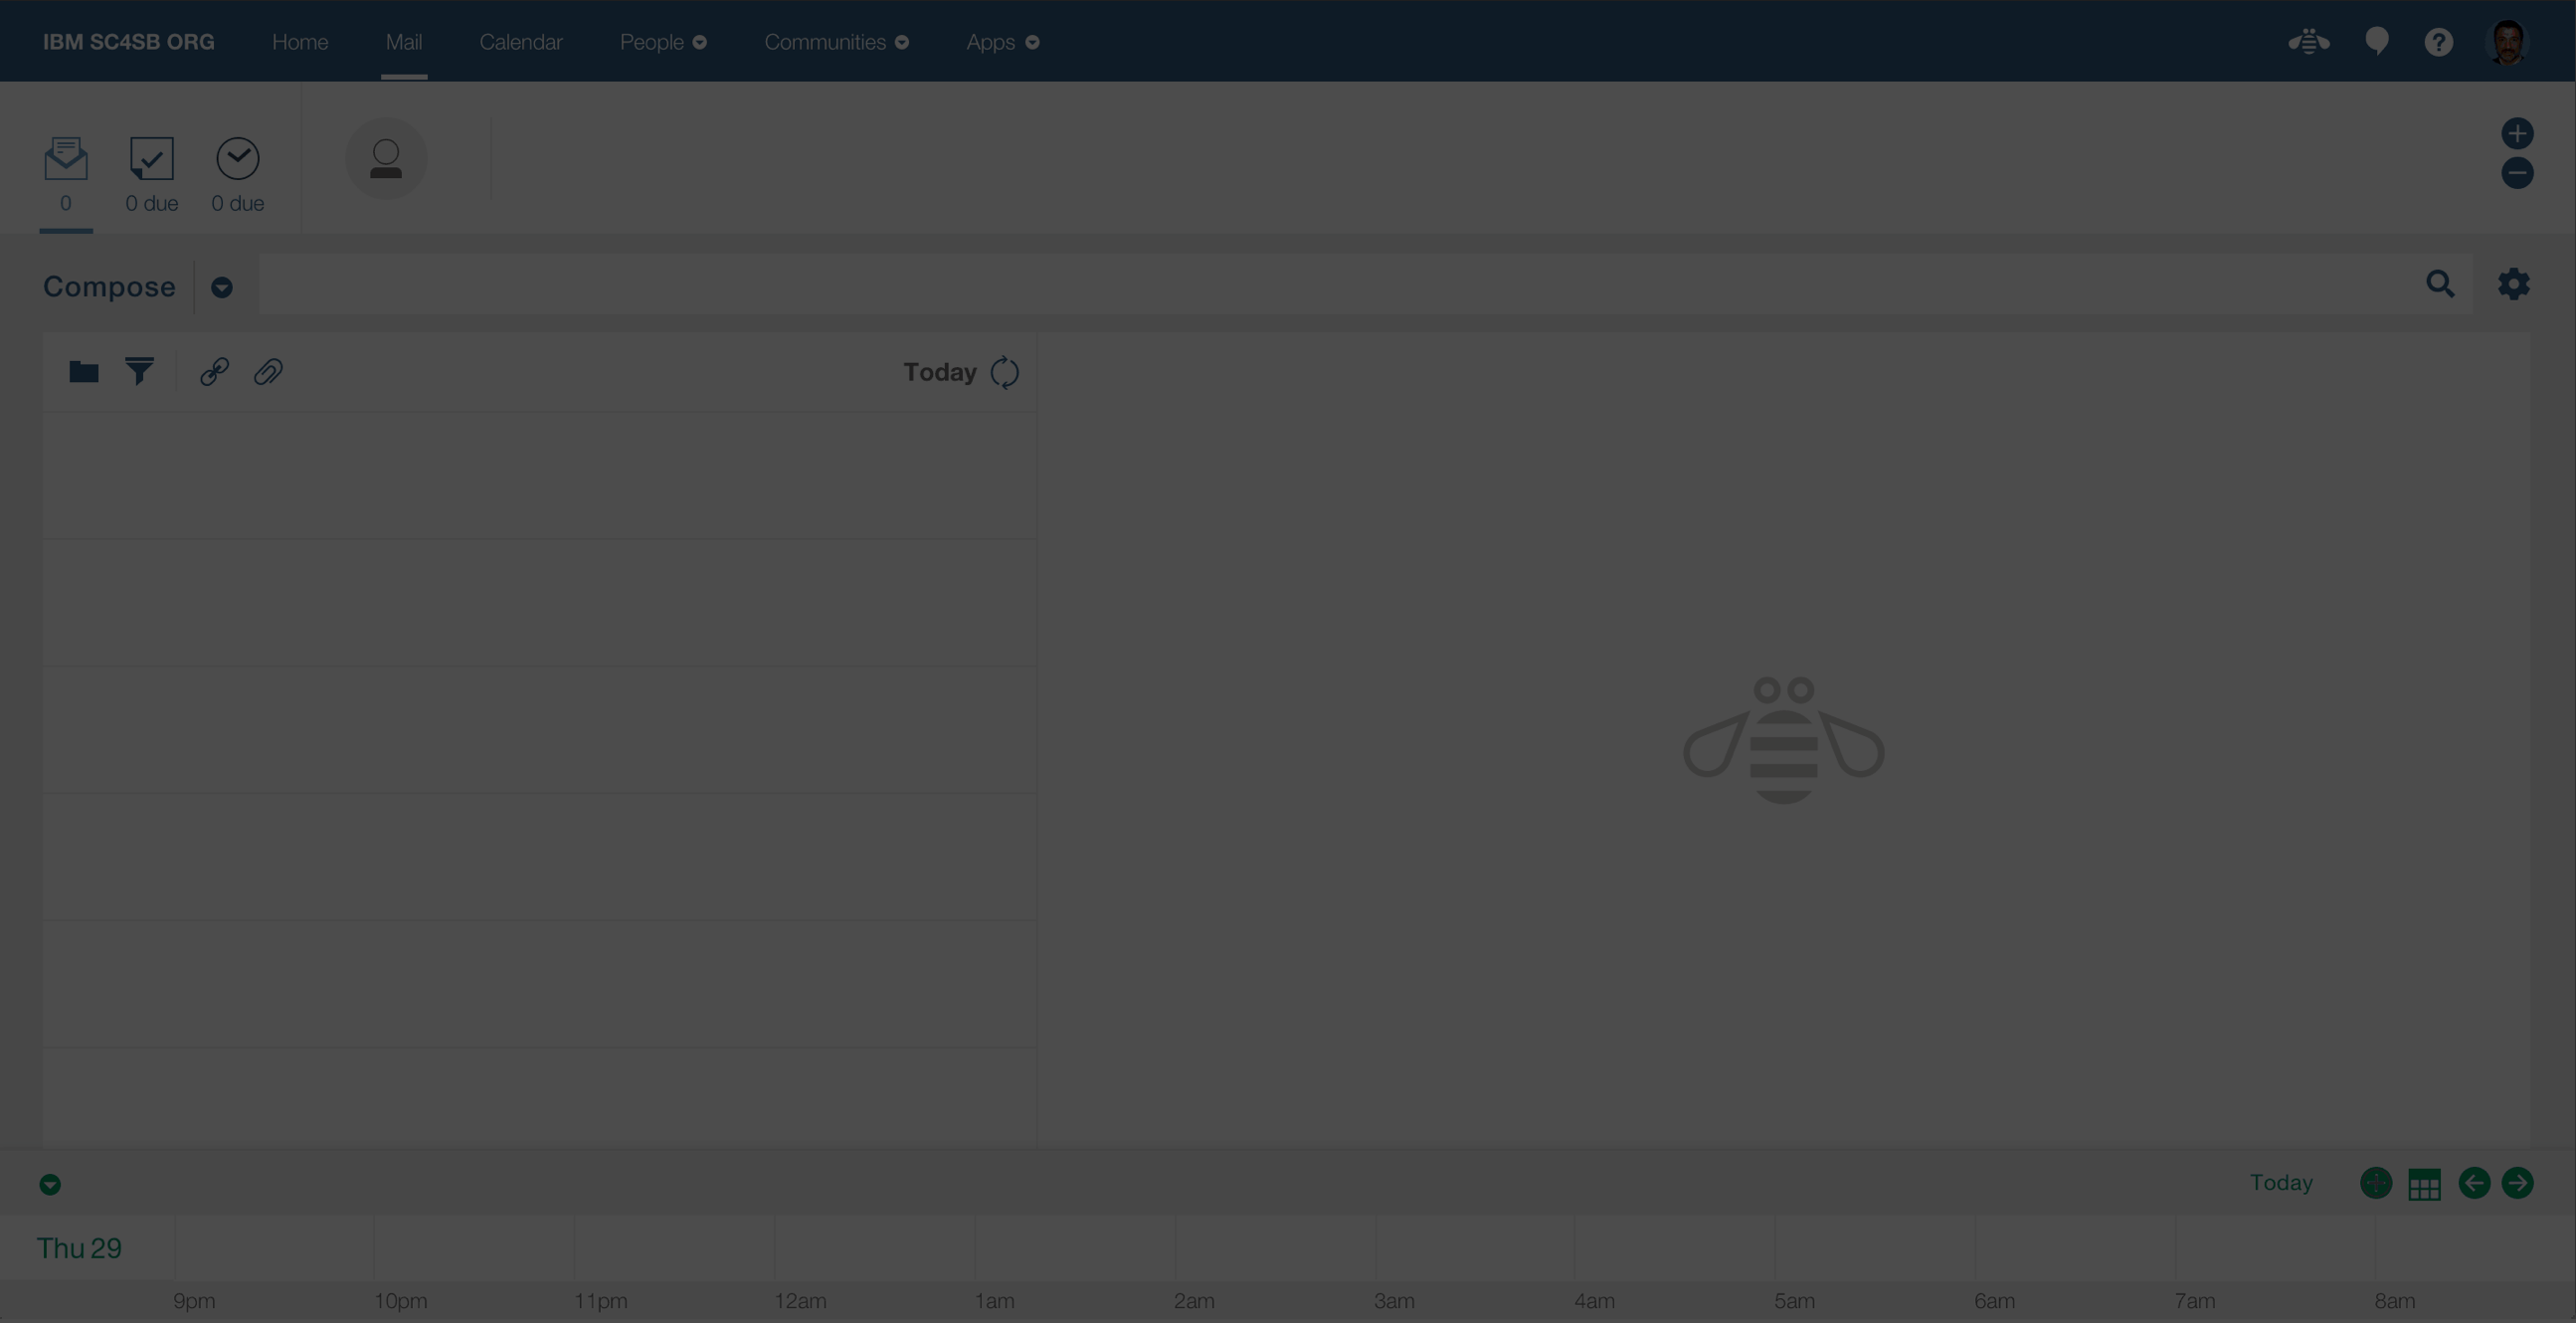 IBM SC4SB ORG Home Mail Calendar People Communities Apps
0 0 due 0 due
Compose
Today
Today
Thu 29
9pm 10pm 11pm 12am 1am 2am 3am 4am 5am 6am 7am 8am